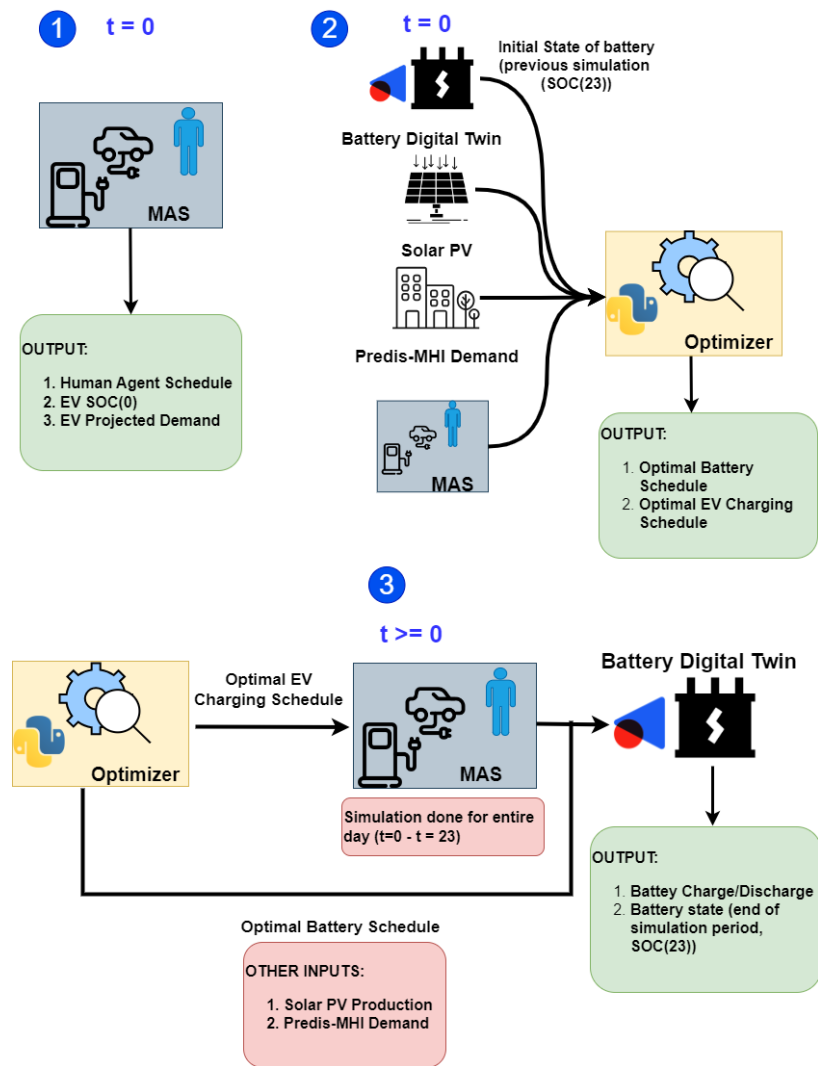 1
t = 0
MAS
OUTPUT:
1. Human Agent Schedule
2. EV SOC(0)
3. EV Projected Demand
2
t = 0
Initial State of battery
(previous simulation
(SOC(23))
Battery Digital Twin
Solar PV
Predis-MHI Demand
MAS
Optimizer
OUTPUT:
1. Optimal Battery
Schedule
2. Optimal EV Charging
Schedule
3
t >= 0
Optimizer
Optimal EV
Charging Schedule
MAS
Simulation done for entire
day (t=0 - t = 23)
Battery Digital Twin
OUTPUT:
1. Battey Charge/Discharge
2. Battery state (end of
simulation period,
SOC(23))
Optimal Battery Schedule
OTHER INPUTS:
1. Solar PV Production
2. Predis-MHI Demand